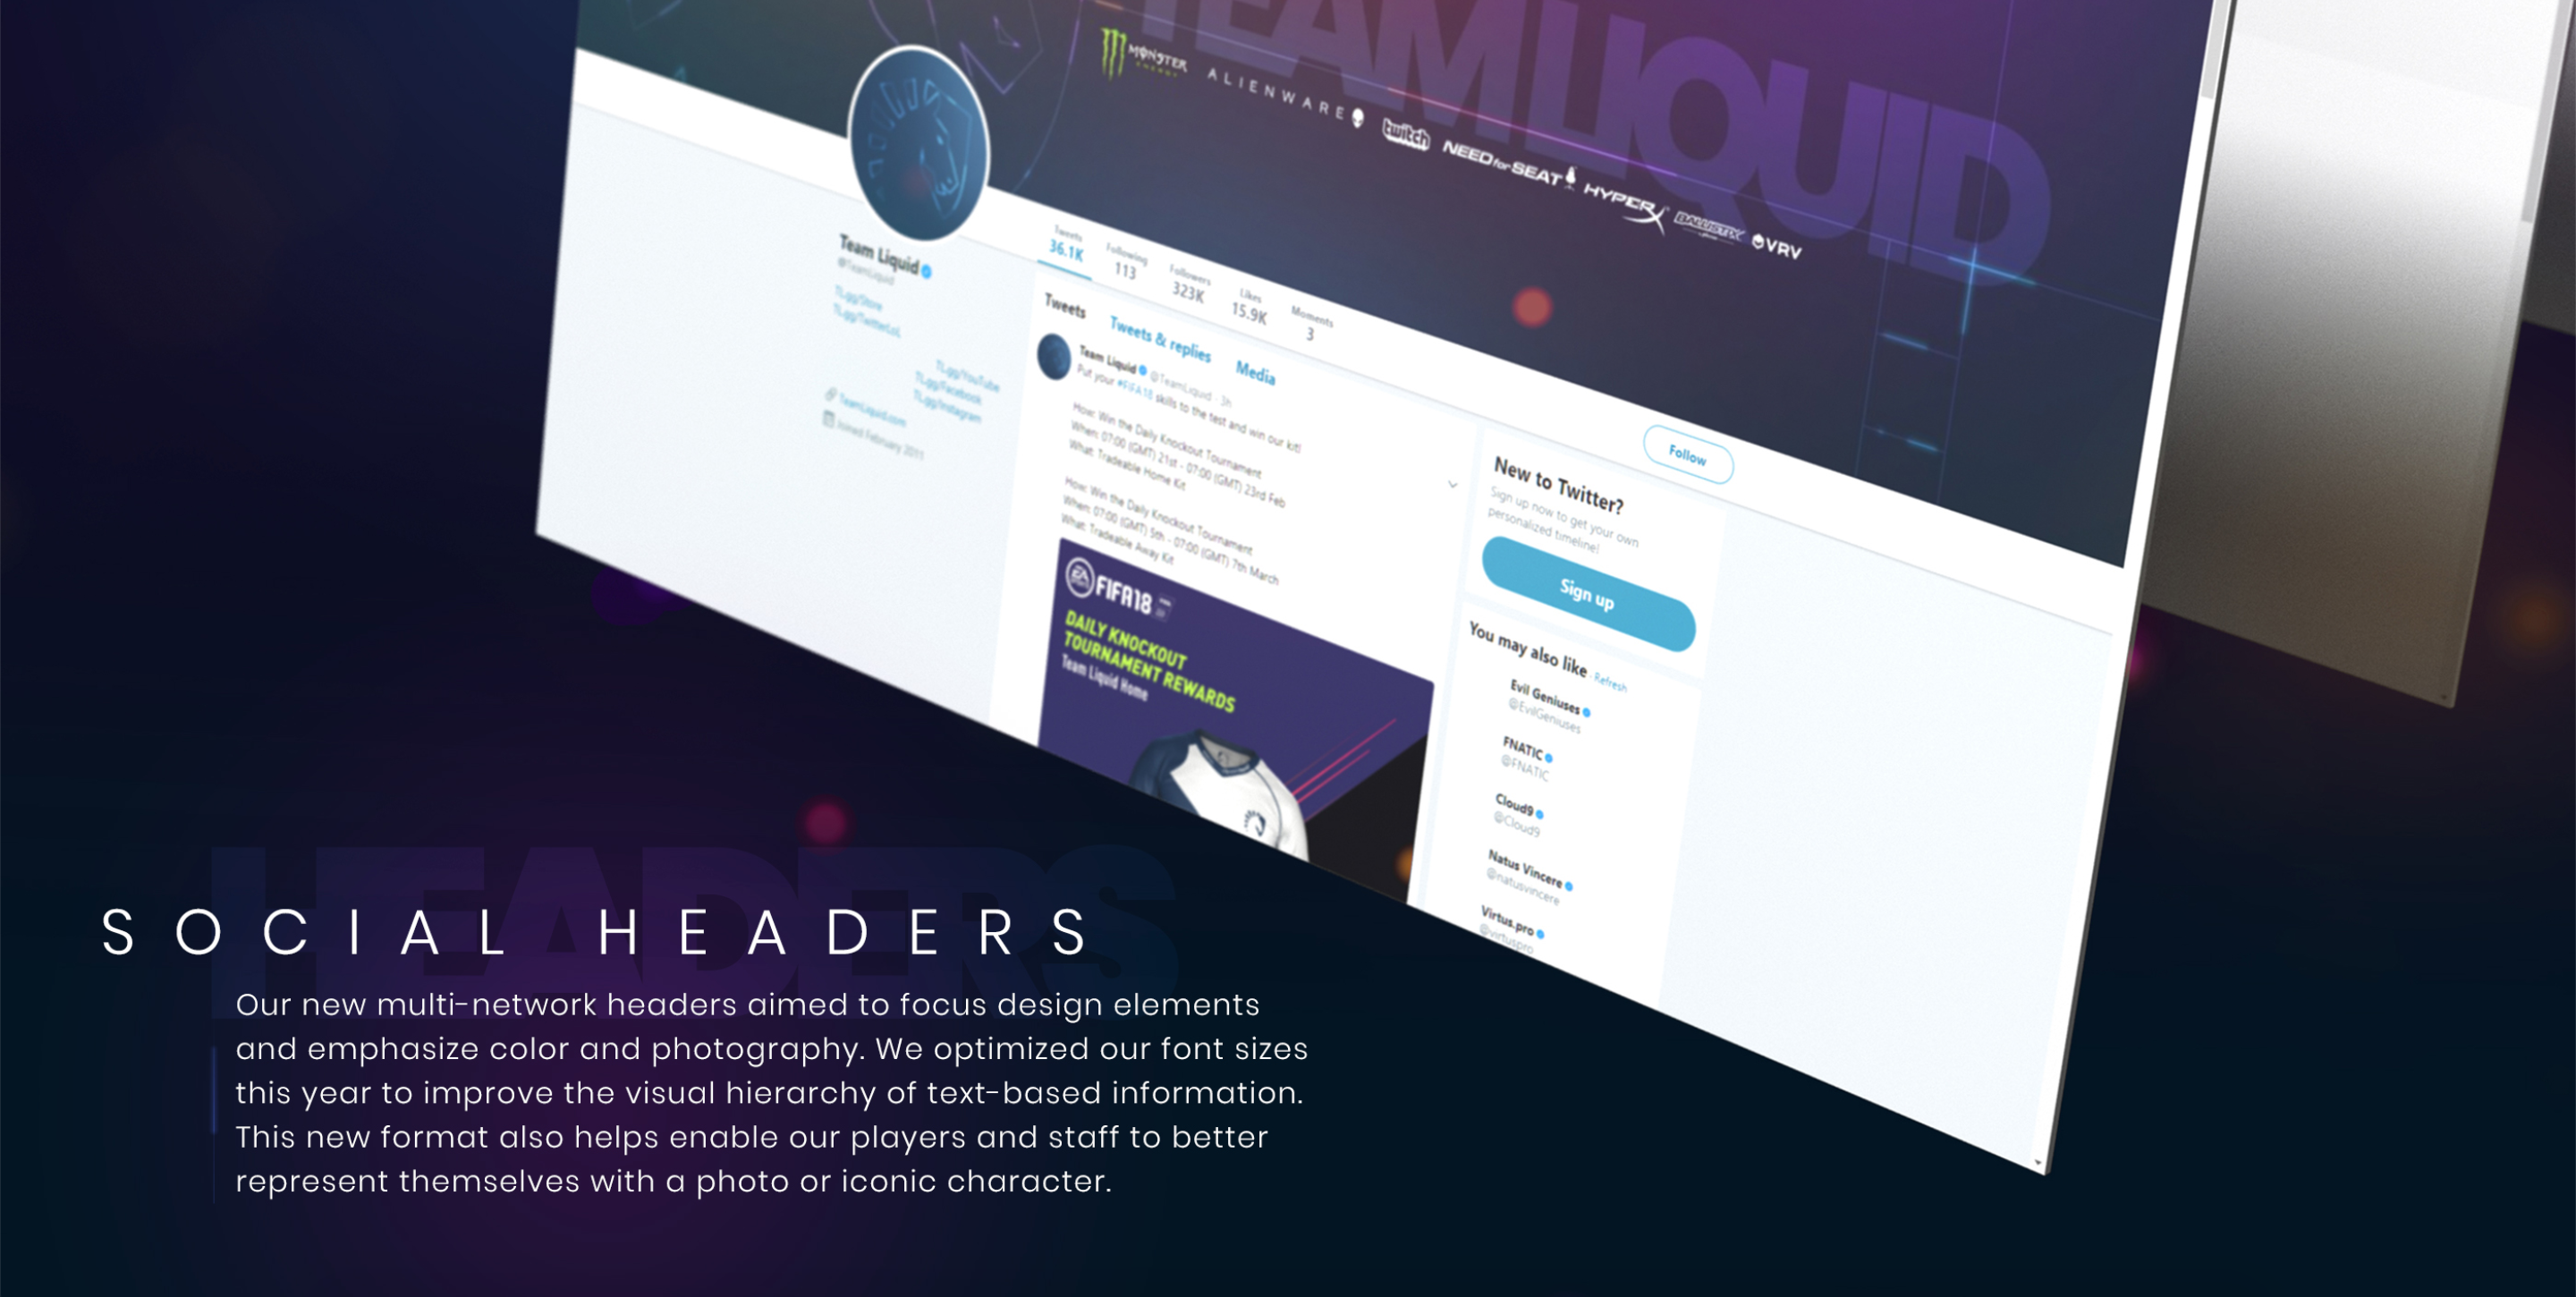 TEAMLIQUID
MONSTER
ENERGY
ALIENWARE
twitch
NEED for SEAT
HYPERX
BALLISTIX
VRV
Team Liquid
@TeamLiquid
TL.gg/Store
TL.gg/TwitterLoL
TL.gg/YouTube
TL.gg/Facebook
TL.gg/Instagram
TeamLiquid.com
Joined February 2011
Tweets
36.1K
Following
113
Followers
323K
Likes
15.9K
Moments
3
Follow
Tweets
Tweets & replies
Media
Team Liquid @TeamLiquid · 3h
Put your #FIFA18 skills to the test and win our kit!
How: Win the Daily Knockout Tournament
When: 07:00 (GMT) 21st - 07:00 (GMT) 23rd Feb
What: Tradeable Home Kit
How: Win the Daily Knockout Tournament
When: 07:00 (GMT) 5th - 07:00 (GMT) 7th March
What: Tradeable Away Kit
EA
FIFA18
DAILY KNOCKOUT
TOURNAMENT REWARDS
Team Liquid Home
New to Twitter?
Sign up now to get your own
personalized timeline!
Sign up
You may also like · Refresh
Evil Geniuses
@EvilGeniuses
FNATIC
@FNATIC
Cloud9
@Cloud9
Natus Vincere
@natusvincere
Virtus.pro
@virtuspro
HEADERS
SOCIAL HEADERS
Our new multi-network headers aimed to focus design elements
and emphasize color and photography. We optimized our font sizes
this year to improve the visual hierarchy of text-based information.
This new format also helps enable our players and staff to better
represent themselves with a photo or iconic character.